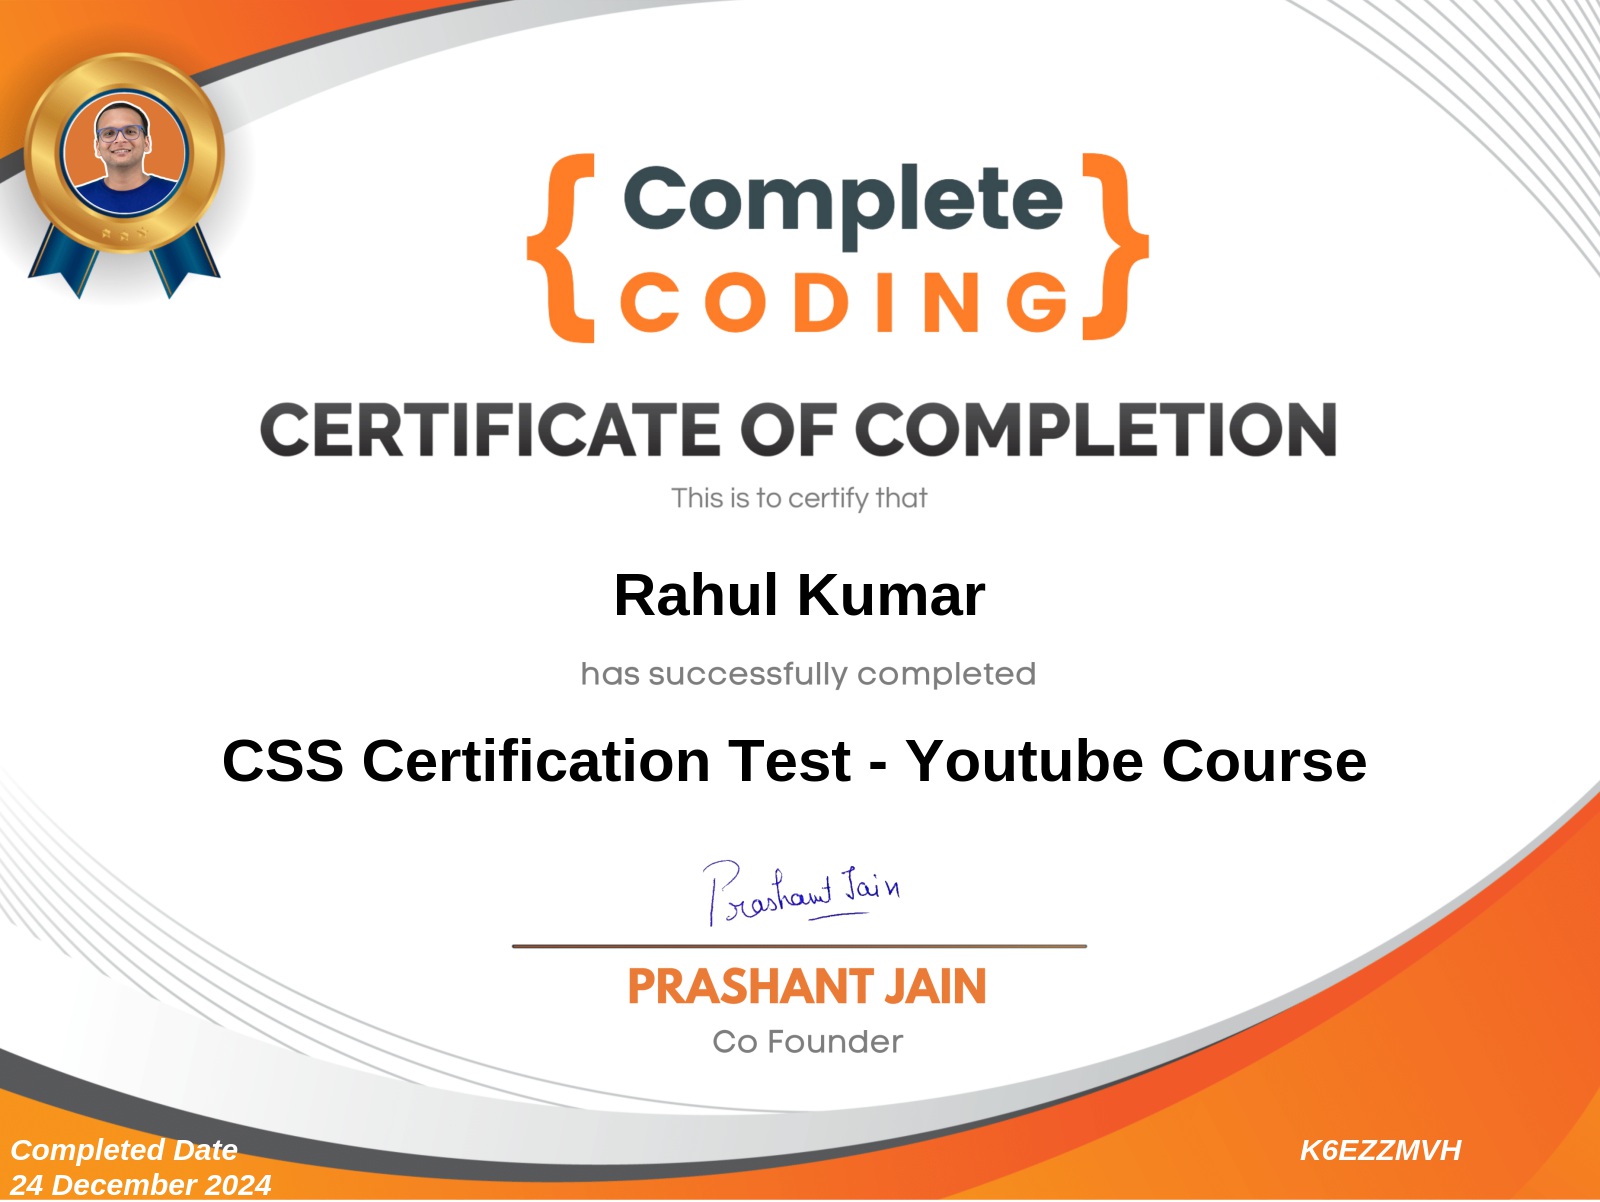 Complete
CODING
CERTIFICATE OF COMPLETION
This is to certify that
Rahul Kumar
has successfully completed
CSS Certification Test - Youtube Course
Prashant Jain
PRASHANT JAIN
Co Founder
Completed Date
24 December 2024
K6EZZMVH